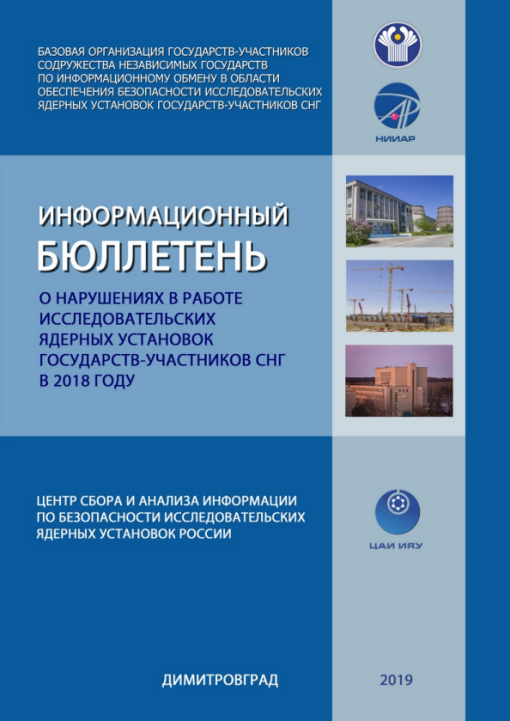 БАЗОВАЯ ОРГАНИЗАЦИЯ ГОСУДАРСТВ-УЧАСТНИКОВ
СОДРУЖЕСТВА НЕЗАВИСИМЫХ ГОСУДАРСТВ
ПО ИНФОРМАЦИОННОМУ ОБМЕНУ В ОБЛАСТИ
ОБЕСПЕЧЕНИЯ БЕЗОПАСНОСТИ ИССЛЕДОВАТЕЛЬСКИХ
ЯДЕРНЫХ УСТАНОВОК ГОСУДАРСТВ-УЧАСТНИКОВ СНГ
НИИАР
ИНФОРМАЦИОННЫЙ
БЮЛЛЕТЕНЬ
О НАРУШЕНИЯХ В РАБОТЕ
ИССЛЕДОВАТЕЛЬСКИХ
ЯДЕРНЫХ УСТАНОВОК
ГОСУДАРСТВ-УЧАСТНИКОВ СНГ
В 2018 ГОДУ
ЦЕНТР СБОРА И АНАЛИЗА ИНФОРМАЦИИ
ПО БЕЗОПАСНОСТИ ИССЛЕДОВАТЕЛЬСКИХ
ЯДЕРНЫХ УСТАНОВОК РОССИИ
ЦАИ ИЯУ
ДИМИТРОВГРАД
2019